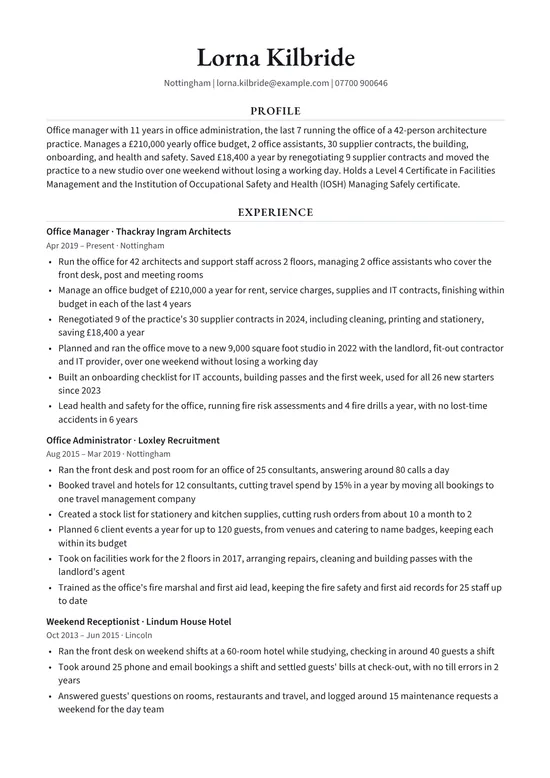 Lorna Kilbride
Nottingham | lorna.kilbride@example.com | 07700 900646
PROFILE
Office manager with 11 years in office administration, the last 7 running the office of a 42-person architecture
practice. Manages a £210,000 yearly office budget, 2 office assistants, 30 supplier contracts, the building,
onboarding, and health and safety. Saved £18,400 a year by renegotiating 9 supplier contracts and moved the
practice to a new studio over one weekend without losing a working day. Holds a Level 4 Certificate in Facilities
Management and the Institution of Occupational Safety and Health (IOSH) Managing Safely certificate.
EXPERIENCE
Office Manager · Thackray Ingram Architects
Apr 2019 – Present · Nottingham
• Run the office for 42 architects and support staff across 2 floors, managing 2 office assistants who cover the
front desk, post and meeting rooms
• Manage an office budget of £210,000 a year for rent, service charges, supplies and IT contracts, finishing within
budget in each of the last 4 years
• Renegotiated 9 of the practice's 30 supplier contracts in 2024, including cleaning, printing and stationery,
saving £18,400 a year
• Planned and ran the office move to a new 9,000 square foot studio in 2022 with the landlord, fit-out contractor
and IT provider, over one weekend without losing a working day
• Built an onboarding checklist for IT accounts, building passes and the first week, used for all 26 new starters
since 2023
• Lead health and safety for the office, running fire risk assessments and 4 fire drills a year, with no lost-time
accidents in 6 years
Office Administrator · Loxley Recruitment
Aug 2015 – Mar 2019 · Nottingham
• Ran the front desk and post room for an office of 25 consultants, answering around 80 calls a day
• Booked travel and hotels for 12 consultants, cutting travel spend by 15% in a year by moving all bookings to
one travel management company
• Created a stock list for stationery and kitchen supplies, cutting rush orders from about 10 a month to 2
• Planned 6 client events a year for up to 120 guests, from venues and catering to name badges, keeping each
within its budget
• Took on facilities work for the 2 floors in 2017, arranging repairs, cleaning and building passes with the
landlord's agent
• Trained as the office's fire marshal and first aid lead, keeping the fire safety and first aid records for 25 staff up
to date
Weekend Receptionist · Lindum House Hotel
Oct 2013 – Jun 2015 · Lincoln
• Ran the front desk on weekend shifts at a 60-room hotel while studying, checking in around 40 guests a shift
• Took around 25 phone and email bookings a shift and settled guests' bills at check-out, with no till errors in 2
years
• Answered guests' questions on rooms, restaurants and travel, and logged around 15 maintenance requests a
weekend for the day team